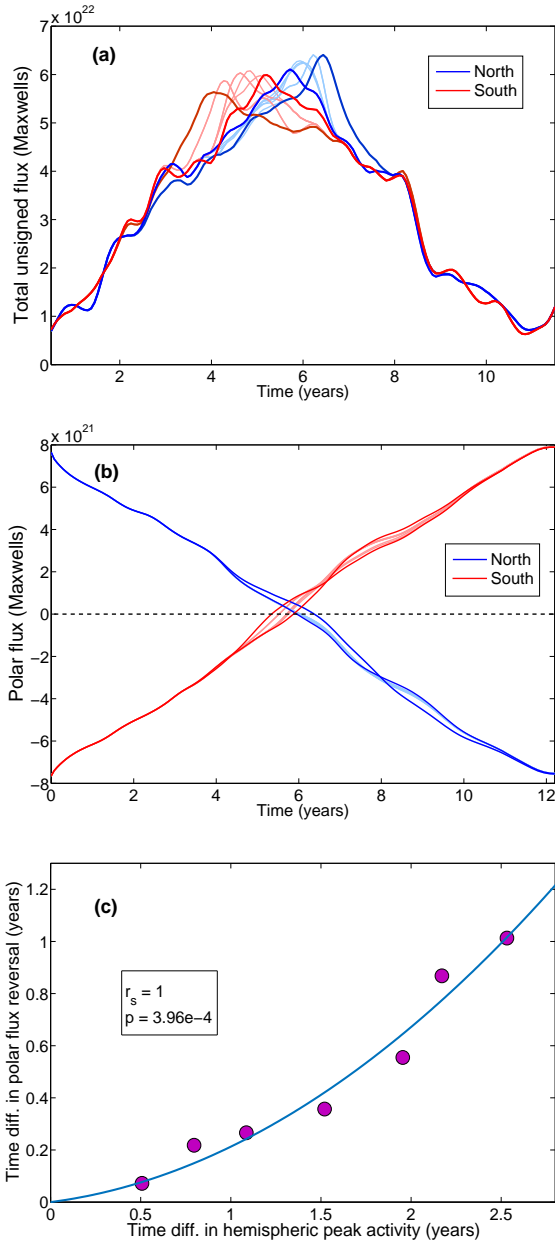 x 10^22
(a)
Total unsigned flux (Maxwells)
7
6
5
4
3
2
1
0
North
South
2 4 6 8 10
Time (years)
x 10^21
(b)
Polar flux (Maxwells)
8
6
4
2
0
−2
−4
−6
−8
North
South
0 2 4 6 8 10 12
Time (years)
(c)
Time diff. in polar flux reversal (years)
1.2
1
0.8
0.6
0.4
0.2
0
r_s = 1
p = 3.96e−4
0 0.5 1 1.5 2 2.5
Time diff. in hemispheric peak activity (years)